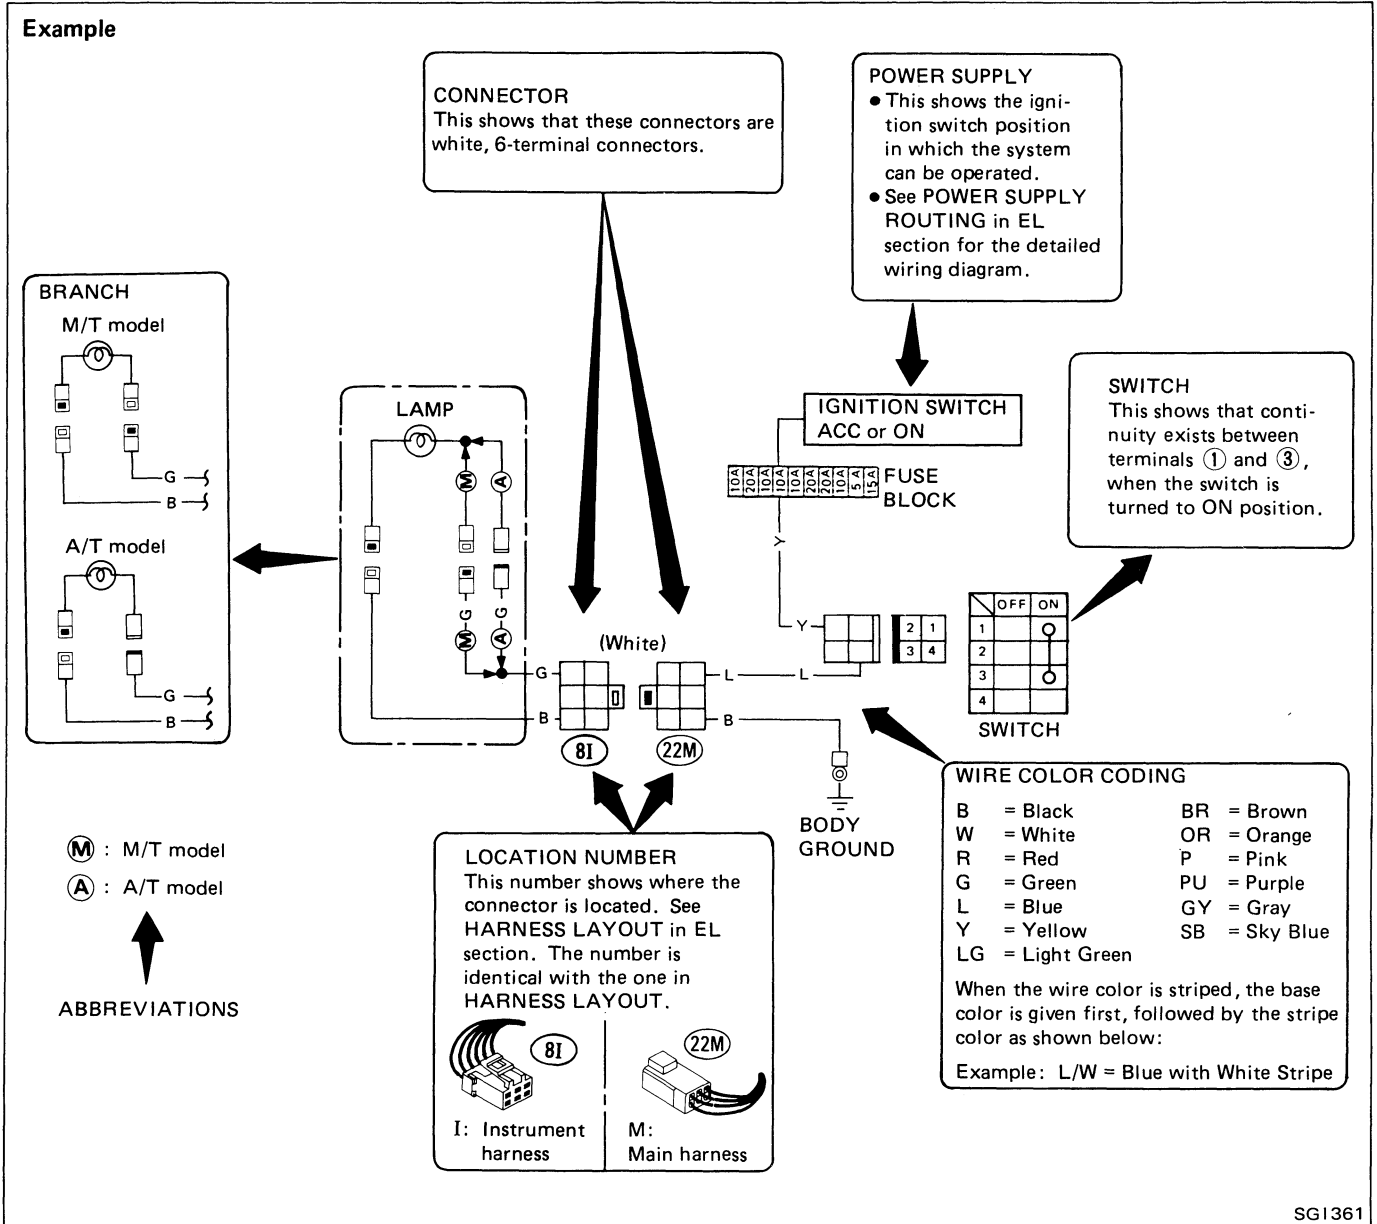 Example
CONNECTOR
This shows that these connectors are
white, 6-terminal connectors.
POWER SUPPLY
● This shows the igni-
tion switch position
in which the system
can be operated.
● See POWER SUPPLY
ROUTING in EL
section for the detailed
wiring diagram.
BRANCH
M/T model
G
B
A/T model
G
B
LAMP
M
A
G
G
M
A
IGNITION SWITCH
ACC or ON
10A 20A 10A 10A 10A 20A 20A 10A 5A 15A
FUSE
BLOCK
Y
Y
SWITCH
This shows that conti-
nuity exists between
terminals ① and ③,
when the switch is
turned to ON position.
2 1
3 4
OFF ON
1
2
3
4
SWITCH
(White)
G
B
L
L
B
8I
22M
BODY
GROUND
M : M/T model
A : A/T model
ABBREVIATIONS
LOCATION NUMBER
This number shows where the
connector is located. See
HARNESS LAYOUT in EL
section. The number is
identical with the one in
HARNESS LAYOUT.
8I
22M
I: Instrument
harness
M:
Main harness
WIRE COLOR CODING
B = Black
W = White
R = Red
G = Green
L = Blue
Y = Yellow
LG = Light Green
BR = Brown
OR = Orange
P = Pink
PU = Purple
GY = Gray
SB = Sky Blue
When the wire color is striped, the base
color is given first, followed by the stripe
color as shown below:
Example: L/W = Blue with White Stripe
SGI361